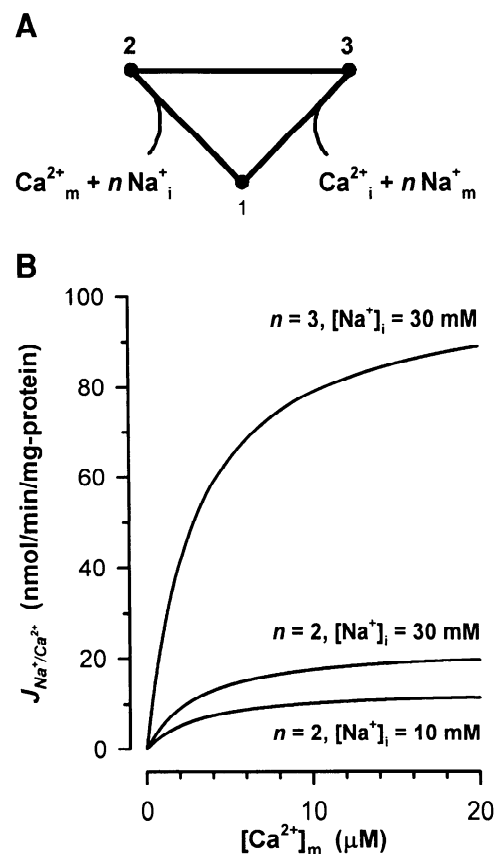 A
2 3
Ca²⁺ₘ + n Na⁺ᵢ Ca²⁺ᵢ + n Na⁺ₘ
1
B
100
n = 3, [Na⁺]ᵢ = 30 mM
80
60
40
n = 2, [Na⁺]ᵢ = 30 mM
20
n = 2, [Na⁺]ᵢ = 10 mM
0
J Na⁺/Ca²⁺ (nmol/min/mg-protein)
0 10 20
[Ca²⁺]ₘ (μM)